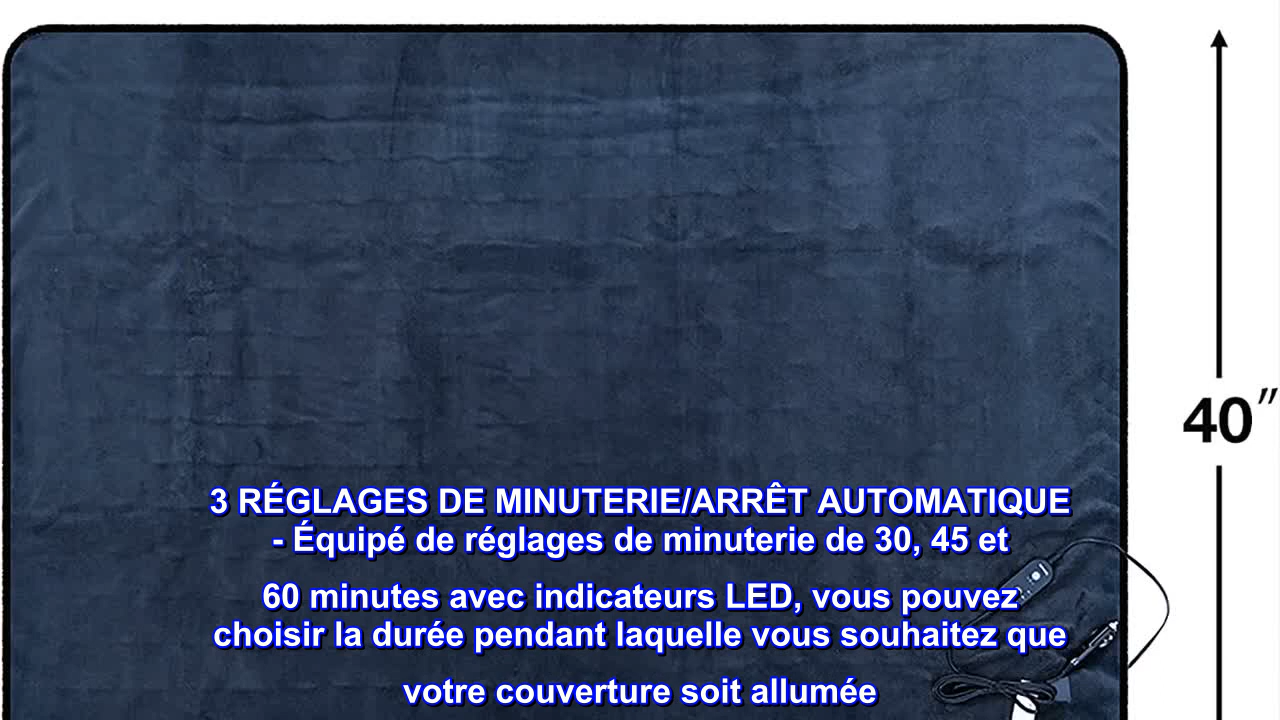 40″
3 RÉGLAGES DE MINUTERIE/ARRÊT AUTOMATIQUE
- Équipé de réglages de minuterie de 30, 45 et
60 minutes avec indicateurs LED, vous pouvez
choisir la durée pendant laquelle vous souhaitez que
votre couverture soit allumée